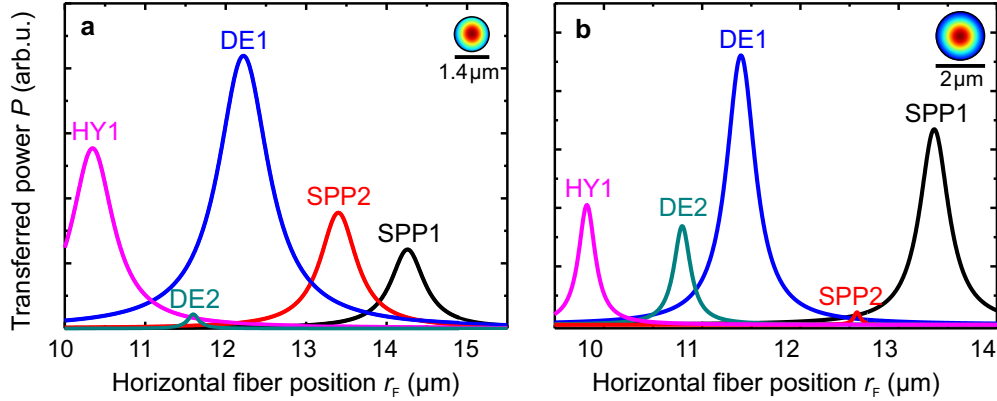 a
DE1
1.4µm
HY1
SPP2
SPP1
DE2
Transferred power P (arb.u.)
10 11 12 13 14 15
Horizontal fiber position rF (µm)
b
DE1
2µm
SPP1
HY1
DE2
SPP2
10 11 12 13 14
Horizontal fiber position rF (µm)